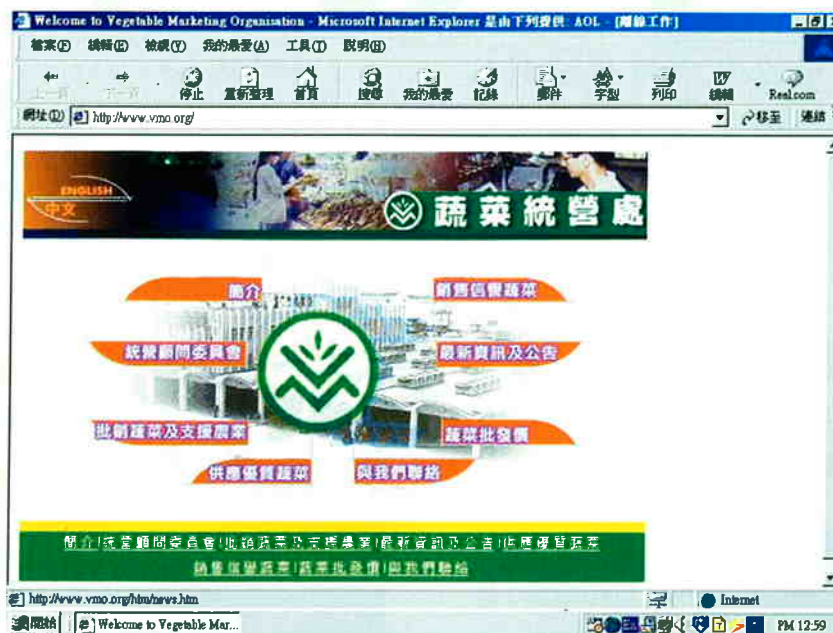 Welcome to Vegetable Marketing Organisation - Microsoft Internet Explorer 是由下列提供: AOL - [離線工作]
檔案(F) 編輯(E) 檢視(V) 我的最愛(A) 工具(T) 說明(H)
上一頁 下一頁 停止 重新整理 首頁 搜尋 我的最愛 記錄 郵件 字型 列印 編輯 Real.com
網址(D) http://www.vmo.org/ 移至 連結
ENGLISH
中文
蔬菜統營處
簡介 銷售信譽蔬菜
統營顧問委員會 最新資訊及公告
批銷蔬菜及支援農業 蔬菜批發價
供應優質蔬菜 與我們聯絡
簡介|統營顧問委員會|批銷蔬菜及支援農業|最新資訊及公告|供應優質蔬菜
銷售信譽蔬菜|蔬菜批發價|與我們聯絡
http://www.vmo.org/htm/news.htm Internet
開始 Welcome to Vegetable Mar... PM 12:59